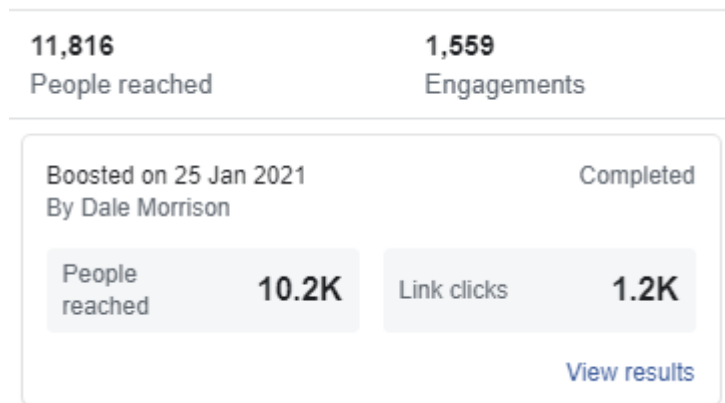 11,816
People reached
1,559
Engagements
Boosted on 25 Jan 2021
By Dale Morrison
Completed
People
reached
10.2K
Link clicks
1.2K
View results